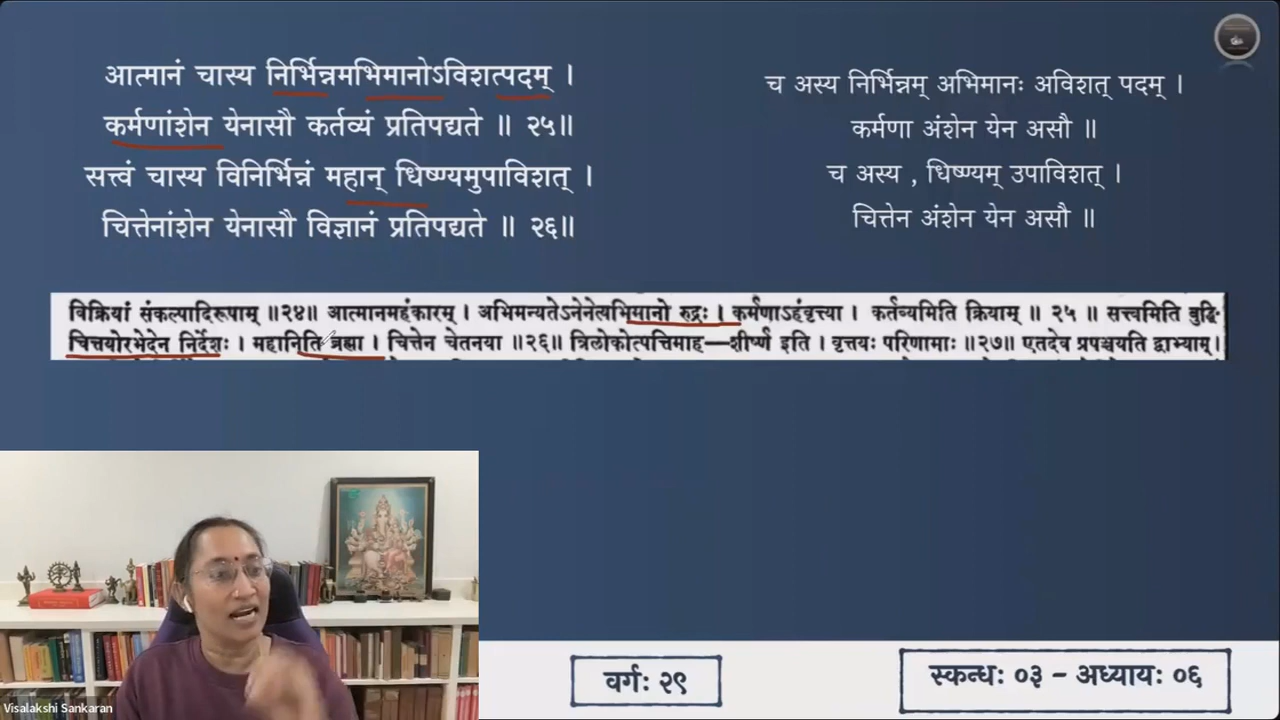 आत्मानं चास्य निर्भिन्नमभिमानोऽविशत्पदम् ।
कर्मणांशेन येनासौ कर्तव्यं प्रतिपद्यते ॥ २५॥
सत्त्वं चास्य विनिर्भिन्नं महान् धिष्ण्यमुपाविशत् ।
चित्तेनांशेन येनासौ विज्ञानं प्रतिपद्यते ॥ २६॥
च अस्य निर्भिन्नम् अभिमानः अविशत् पदम् ।
कर्मणा अंशेन येन असौ ॥
च अस्य , धिष्ण्यम् उपाविशत् ।
चित्तेन अंशेन येन असौ ॥
विक्रियां संकल्पादिरूपाम् ॥२४॥ आत्मानमहंकारम् । अभिमन्यतेऽनेनेत्यभिमानो रुद्रः । कर्मणाऽहंवृत्त्या । कर्तव्यमिति क्रियाम् ॥ २५ ॥ सत्त्वमिति बुद्धि-
चित्तयोरभेदेन निर्देशः । महानिति ब्रह्मा । चित्तेन चेतनया ॥२६॥ त्रिलोकोत्पत्तिमाह—शीर्ष्ण इति । वृत्तयः परिणामाः ॥२७॥ एतदेव प्रपञ्चयति द्वाभ्याम् ।
Visalakshi Sankaran
वर्गः २९
स्कन्धः ०३ – अध्यायः ०६